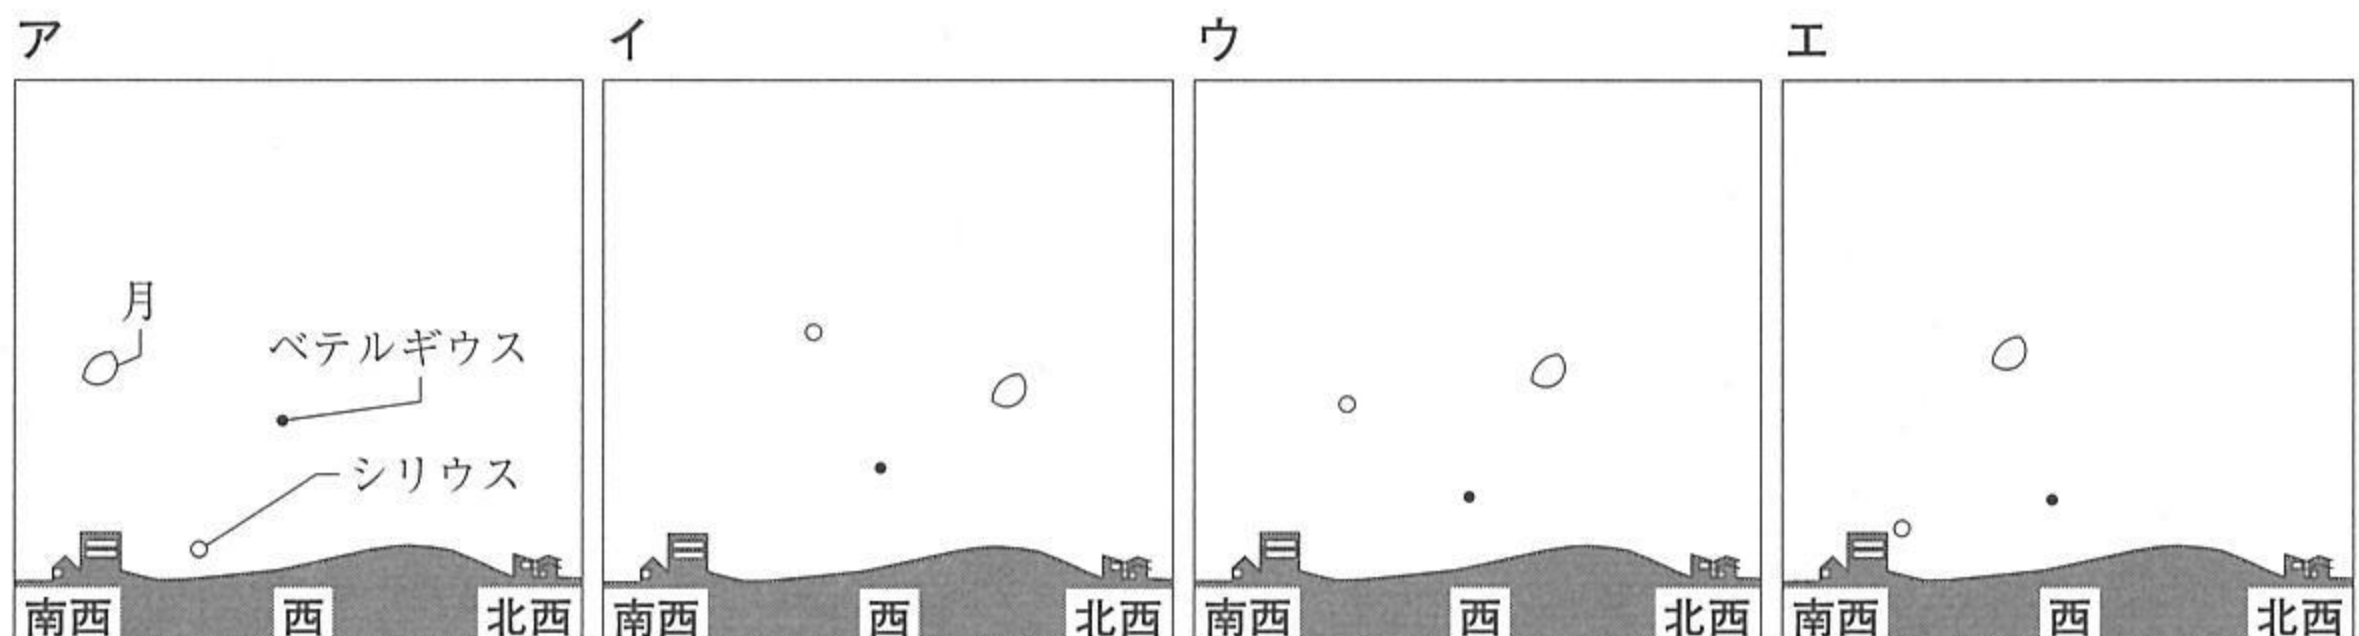 ア イ ウ エ
月
ベテルギウス
シリウス
南西 西 北西 南西 西 北西 南西 西 北西 南西 西 北西